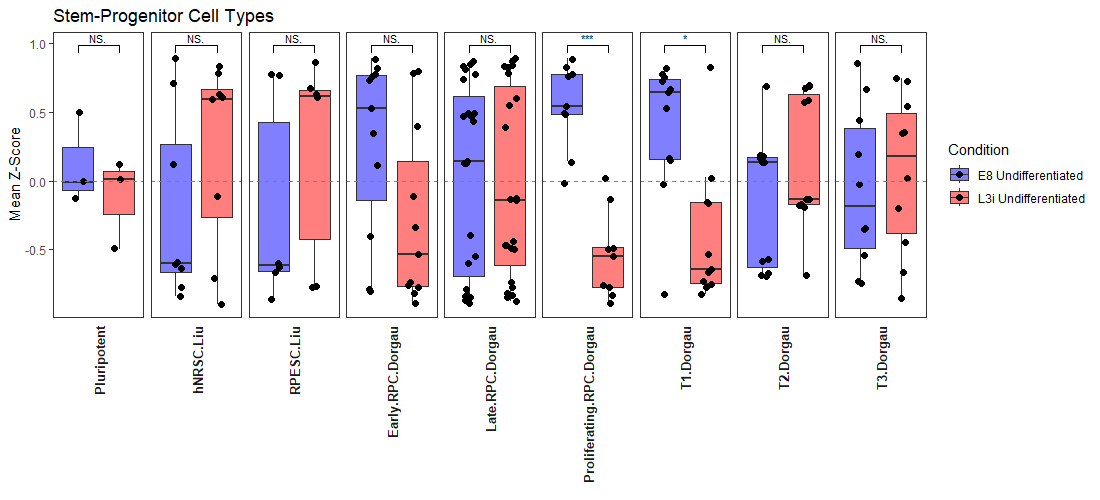 Stem-Progenitor Cell Types
NS.
NS.
NS.
NS.
NS.
***
*
NS.
NS.
1.0
0.5
0.0
-0.5
Mean Z-Score
Pluripotent
hNRSC.Liu
RPESC.Liu
Early.RPC.Dorgau
Late.RPC.Dorgau
Proliferating.RPC.Dorgau
T1.Dorgau
T2.Dorgau
T3.Dorgau
Condition
E8 Undifferentiated
L3i Undifferentiated